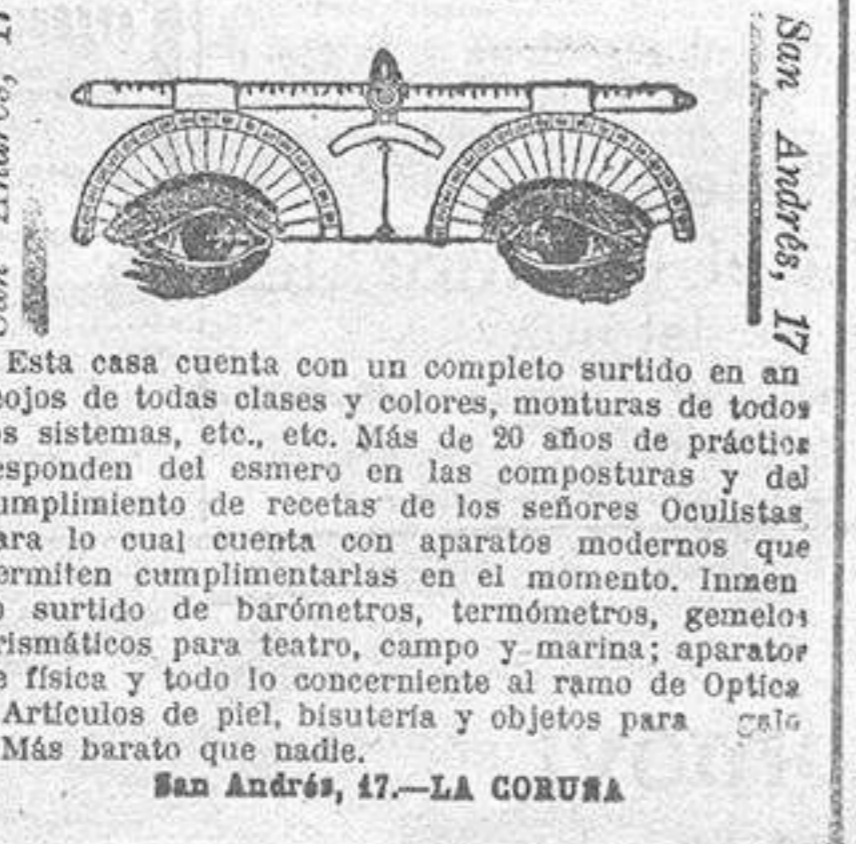 San Andrés, 17
Esta casa cuenta con un completo surtido en an
cojos de todas clases y colores, monturas de todos
os sistemas, etc., etc. Más de 20 años de práctica
esponden del esmero en las composturas y del
umplimiento de recetas de los señores Oculistas,
ara lo cual cuenta con aparatos modernos que
ermiten cumplimentarlas en el momento. Inmen
o surtido de barómetros, termómetros, gemelos
rismáticos para teatro, campo y marina; aparatos
e física y todo lo concerniente al ramo de Optica
Artículos de piel, bisutería y objetos para
Más barato que nadie.
San Andrés, 17.—LA CORUÑA